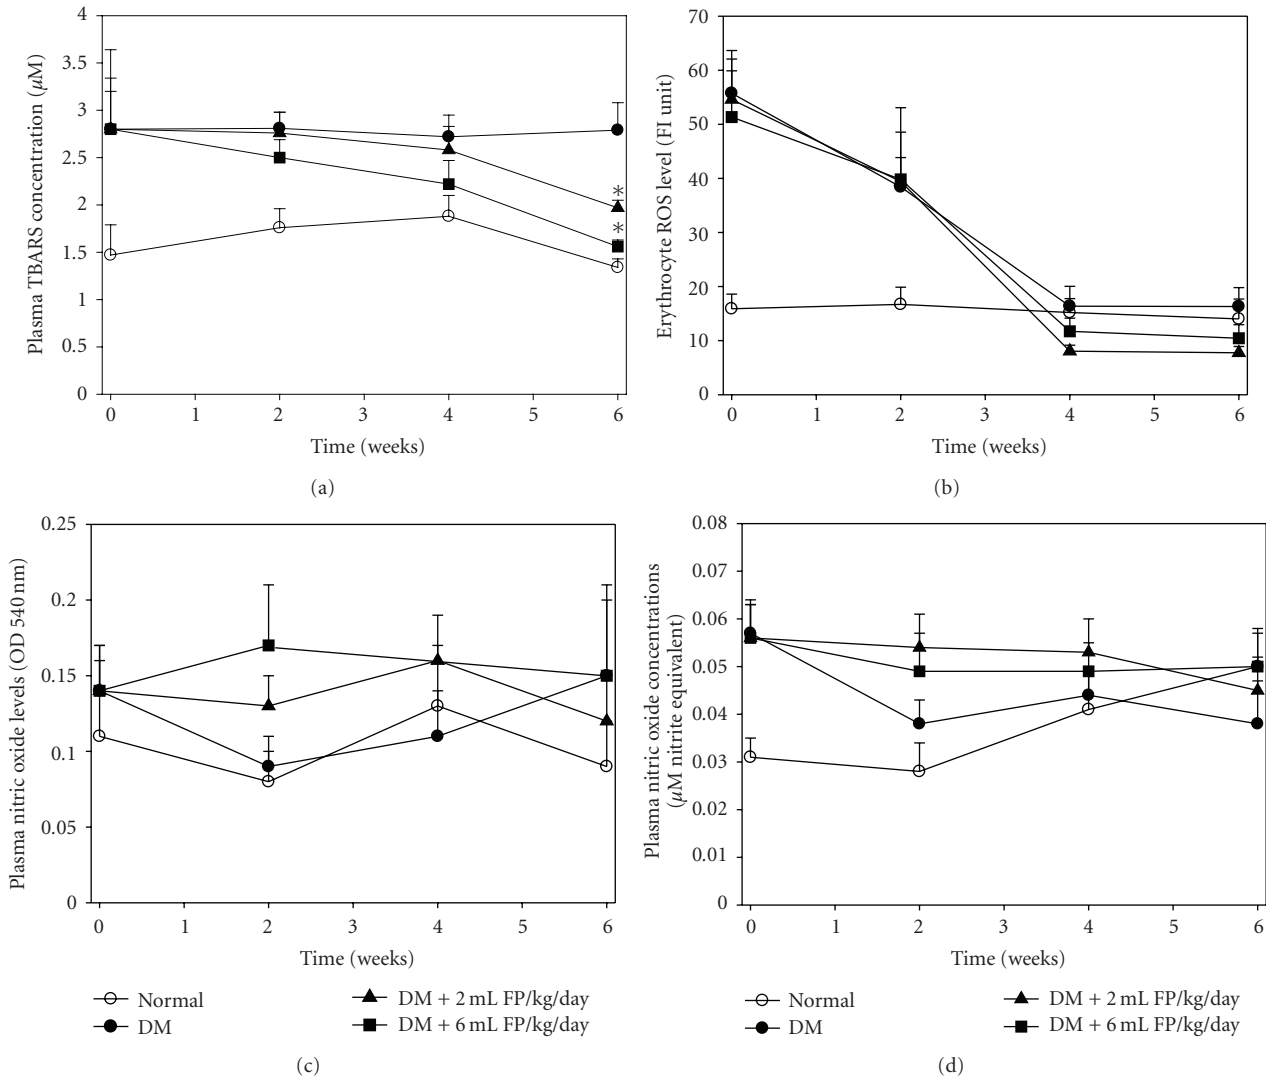 4
3.5
3
2.5
2
1.5
1
0.5
0
Plasma TBARS concentration (µM)
*
*
0 1 2 3 4 5 6
Time (weeks)
(a)
70
60
50
40
30
20
10
0
Erythrocyte ROS level (FI unit)
0 1 2 3 4 5 6
Time (weeks)
(b)
0.25
0.2
0.15
0.1
0.05
0
Plasma nitric oxide levels (OD 540 nm)
0 1 2 3 4 5 6
Time (weeks)
Normal
DM
DM + 2 mL FP/kg/day
DM + 6 mL FP/kg/day
(c)
0.08
0.07
0.06
0.05
0.04
0.03
0.02
0.01
0
Plasma nitric oxide concentrations
(µM nitrite equivalent)
0 1 2 3 4 5 6
Time (weeks)
Normal
DM
DM + 2 mL FP/kg/day
DM + 6 mL FP/kg/day
(d)